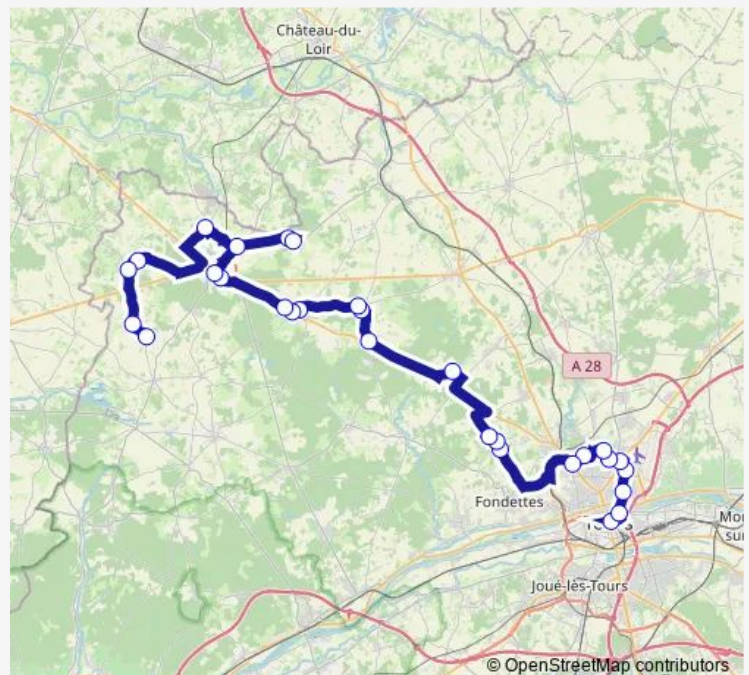 Château-du-
Loir
A 28
Fondettes
Joué-lès-Tours
© OpenStreetMap contributors